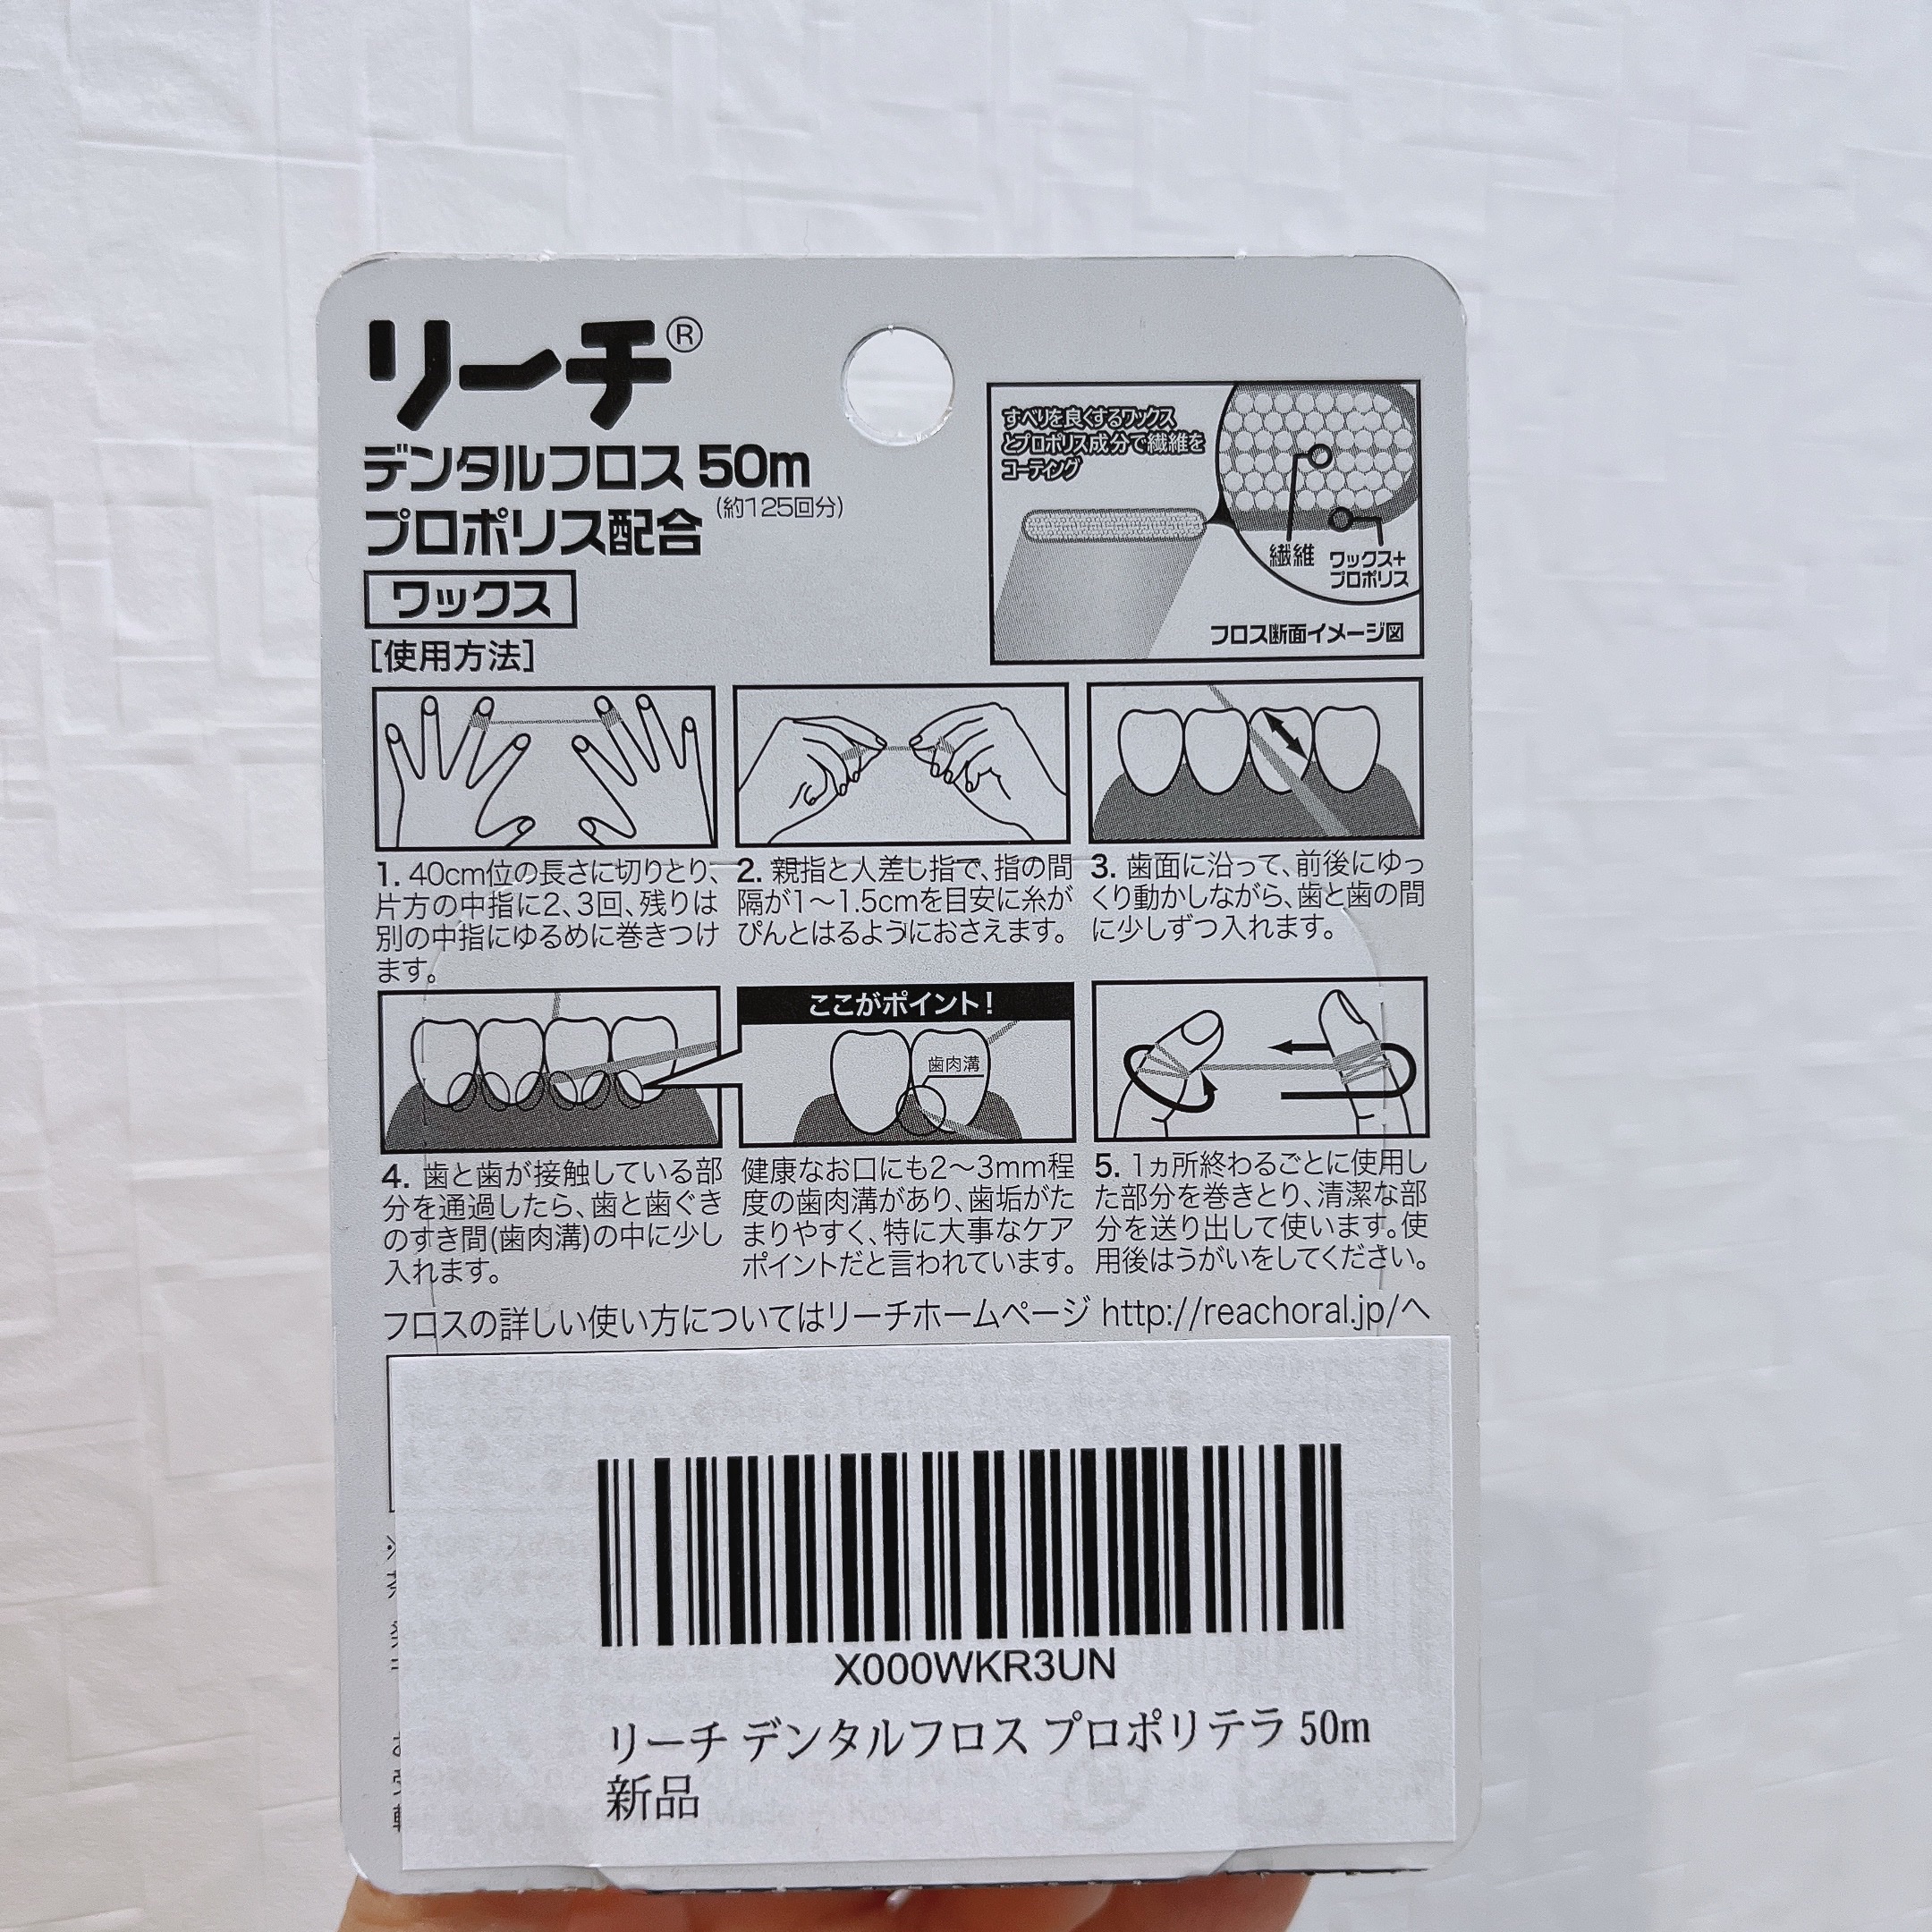 リーチ®
デンタルフロス 50m
(約125回分)
プロポリス配合
ワックス
[使用方法]
すべりを良くするワックス
とプロポリス成分で繊維を
コーティング
繊維
ワックス+
プロポリス
フロス断面イメージ図
1. 40cm位の長さに切りとり、
片方の中指に2、3回、残りは
別の中指にゆるめに巻きつけ
ます。
2. 親指と人差し指で、指の間
隔が1〜1.5cmを目安に糸が
ぴんとはるようにおさえます。
3. 歯面に沿って、前後にゆっ
くり動かしながら、歯と歯の間
に少しずつ入れます。
4. 歯と歯が接触している部
分を通過したら、歯と歯ぐき
のすき間(歯肉溝)の中に少し
入れます。
ここがポイント!
歯肉溝
健康なお口にも2〜3mm程
度の歯肉溝があり、歯垢がた
まりやすく、特に大事なケア
ポイントだと言われています。
5. 1ヵ所終わるごとに使用し
た部分を巻きとり、清潔な部
分を送り出して使います。使
用後はうがいをしてください。
フロスの詳しい使い方についてはリーチホームページ http://reachoral.jp/へ
X000WKR3UN
リーチ デンタルフロス プロポリテラ 50m
新品